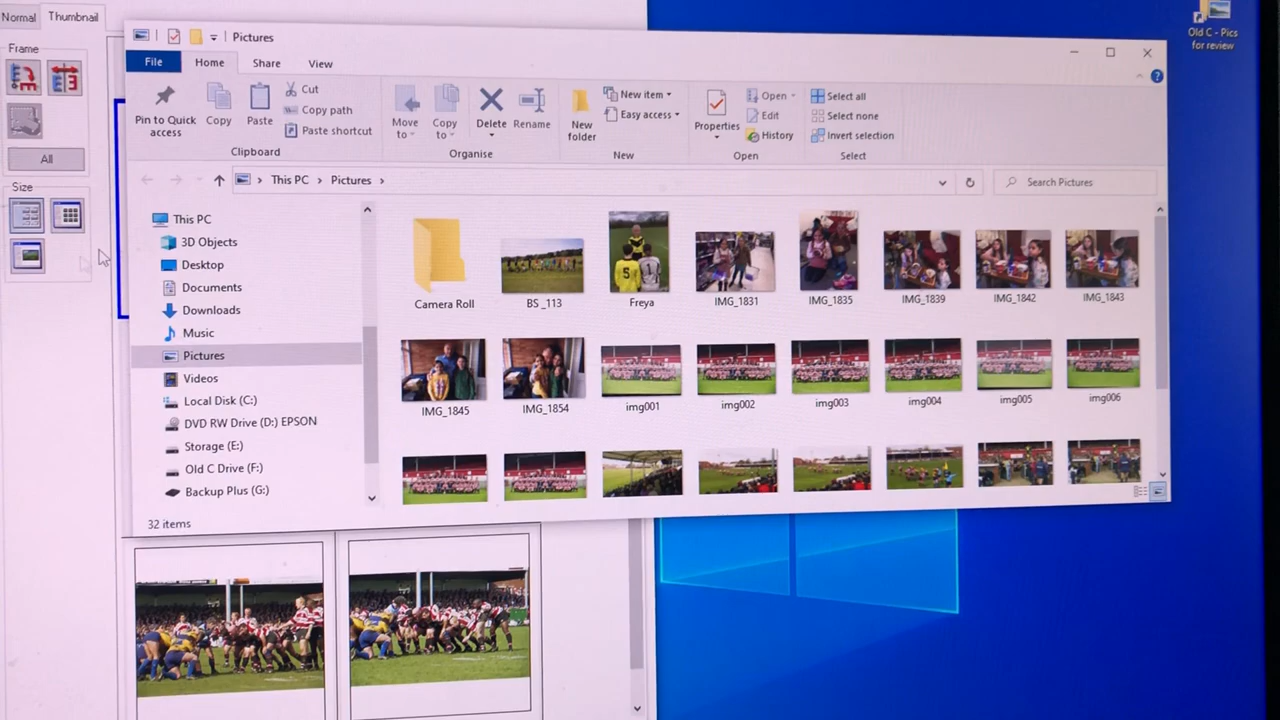 Normal Thumbnail
Frame
All
Size
Pictures
File Home Share View
Pin to Quick access
Copy
Paste
Cut
Copy path
Paste shortcut
Clipboard
Move to
Copy to
Delete
Rename
Organise
New folder
New item
Easy access
New
Properties
Open
Edit
History
Open
Select all
Select none
Invert selection
Select
This PC > Pictures >
Search Pictures
This PC
3D Objects
Desktop
Documents
Downloads
Music
Pictures
Videos
Local Disk (C:)
DVD RW Drive (D:) EPSON
Storage (E:)
Old C Drive (F:)
Backup Plus (G:)
32 items
Camera Roll BS_113 Freya IMG_1831 IMG_1835 IMG_1839 IMG_1842 IMG_1843
5 1
IMG_1845 IMG_1854 img001 img002 img003 img004 img005 img006
Old C - Pics
for review